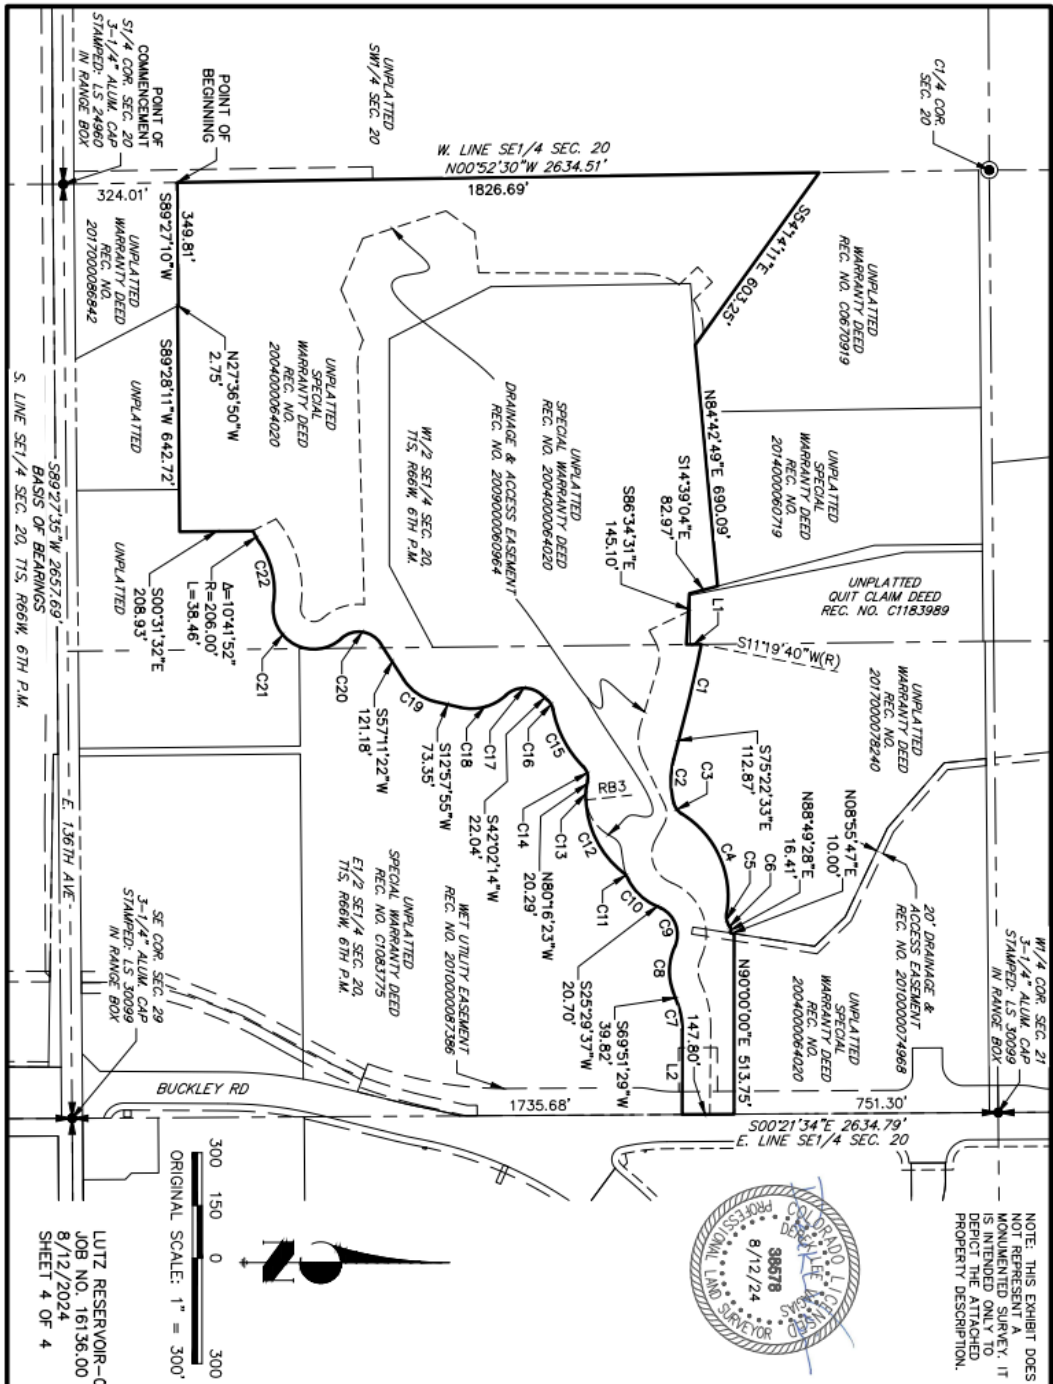 C1/4 COR.
SEC. 20
UNPLATTED
SW1/4 SEC. 20
POINT OF
BEGINNING
POINT OF
COMMENCEMENT
S1/4 COR. SEC. 20
3-1/4" ALUM. CAP
STAMPED: LS 24960
IN RANGE BOX
W. LINE SE1/4 SEC. 20
N00°52'30"W 2634.51'
1826.69'
324.01'
S54°14'11"E 603.25'
UNPLATTED
WARRANTY DEED
REC. NO. C0670919
N84°42'49"E 690.09'
UNPLATTED
SPECIAL
WARRANTY DEED
REC. NO.
2014000060719
S14°39'04"E
82.97'
S86°34'31"E
145.10'
L1
UNPLATTED
QUIT CLAIM DEED
REC. NO. C1183989
S11°19'40"W(R)
UNPLATTED
WARRANTY DEED
REC. NO.
2017000078240
C1
S75°22'33"E
112.87'
C2
C3
C4
C5
C6
N88°49'28"E
16.41'
N08°55'47"E
10.00'
20' DRAINAGE &
ACCESS EASEMENT
REC. NO. 2010000074968
W1/4 COR. SEC. 21
3-1/4" ALUM. CAP
STAMPED: LS 30099
IN RANGE BOX
UNPLATTED
SPECIAL
WARRANTY DEED
REC. NO.
2004000064020
N90°00'00"E 513.75'
147.80'
L2
751.30'
S00°21'34"E 2634.79'
E. LINE SE1/4 SEC. 20
1735.68'
UNPLATTED
SPECIAL WARRANTY DEED
REC. NO. 2004000064020
DRAINAGE & ACCESS EASEMENT
REC. NO. 2009000060964
W1/2 SE1/4 SEC. 20,
T1S, R66W, 6TH P.M.
UNPLATTED
SPECIAL
WARRANTY DEED
REC. NO.
2004000064020
349.81'
S89°27'10"W
UNPLATTED
WARRANTY DEED
REC. NO.
2017000086842
N27°36'50"W
2.75'
S89°28'11"W 642.72'
UNPLATTED
S00°31'32"E
208.93'
UNPLATTED
Δ=10°41'52"
R=206.00'
L=38.46'
C22
C21
C20
S57°11'22"W
121.18'
C19
S12°57'55"W
73.35'
C18
C17
C16
S42°02'14"W
22.04'
C15
C14
N80°16'23"W
20.29'
C13
RB3
C12
C11
C10
S25°29'37"W
20.70'
C9
C8
S69°51'29"W
39.82'
C7
WET UTILITY EASEMENT
REC. NO. 2010000087386
UNPLATTED
SPECIAL WARRANTY DEED
REC. NO. C1083775
E1/2 SE1/4 SEC. 20,
T1S, R66W, 6TH P.M.
S89°27'35"W 2657.69'
BASIS OF BEARINGS
S. LINE SE1/4 SEC. 20, T1S, R66W, 6TH P.M.
E. 136TH AVE
SE COR. SEC. 29
3-1/4" ALUM. CAP
STAMPED: LS 30099
IN RANGE BOX
BUCKLEY RD
NOTE: THIS EXHIBIT DOES
NOT REPRESENT A
MONUMENTED SURVEY. IT
IS INTENDED ONLY TO
DEPICT THE ATTACHED
PROPERTY DESCRIPTION.
COLORADO LICENSED
38578
8/12/24
PROFESSIONAL LAND SURVEYOR
300 150 0 300
ORIGINAL SCALE: 1" = 300'
LUTZ RESERVOIR-
JOB NO. 16136.00
8/12/2024
SHEET 4 OF 4